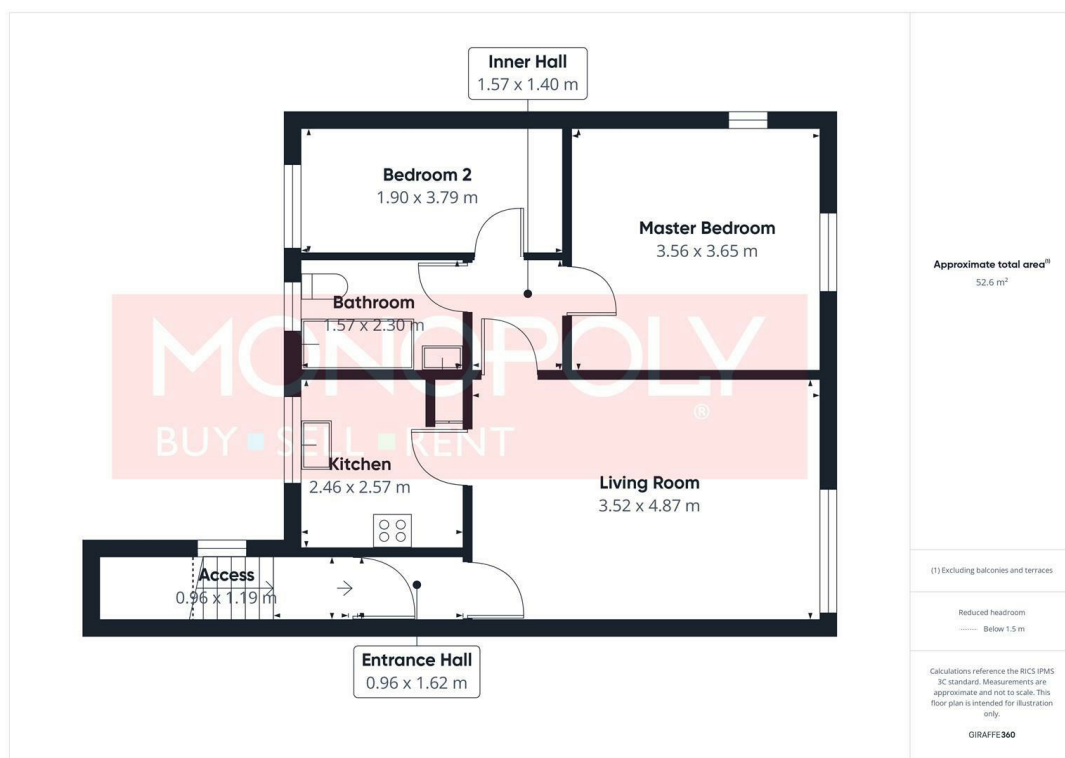 Inner Hall
1.57 x 1.40 m
Bedroom 2
1.90 x 3.79 m
Master Bedroom
3.56 x 3.65 m
Bathroom
1.57 x 2.30 m
MONOPOLY
®
BUY SELL RENT
Kitchen
2.46 x 2.57 m
Living Room
3.52 x 4.87 m
Access
0.96 x 1.19 m
Entrance Hall
0.96 x 1.62 m
Approximate total area(1)
52.6 m²
(1) Excluding balconies and terraces
Reduced headroom
Below 1.5 m
Calculations reference the RICS IPMS
3C standard. Measurements are
approximate and not to scale. This
floor plan is intended for illustration
only.
GIRAFFE360